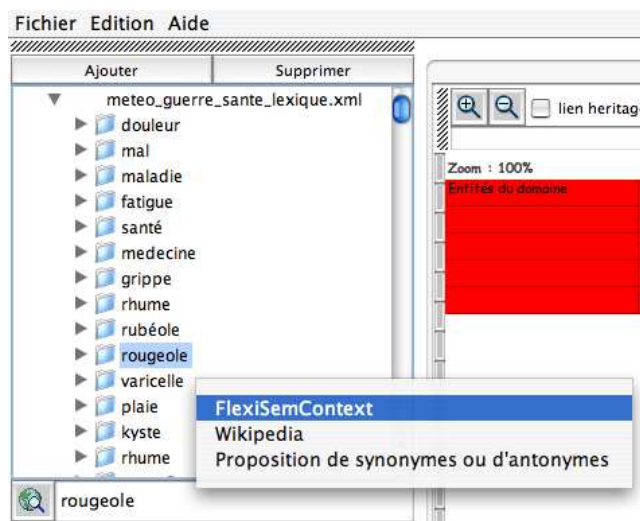 Fichier Edition Aide
Ajouter Supprimer
meteo_guerre_sante_lexique.xml
douleur
mal
maladie
fatigue
santé
medecine
grippe
rhume
rubéole
rougeole
varicelle
plaie
kyste
rhume
rougeole
lien heritag
Zoom : 100%
Entités du domaine
FlexiSemContext
Wikipedia
Proposition de synonymes ou d'antonymes